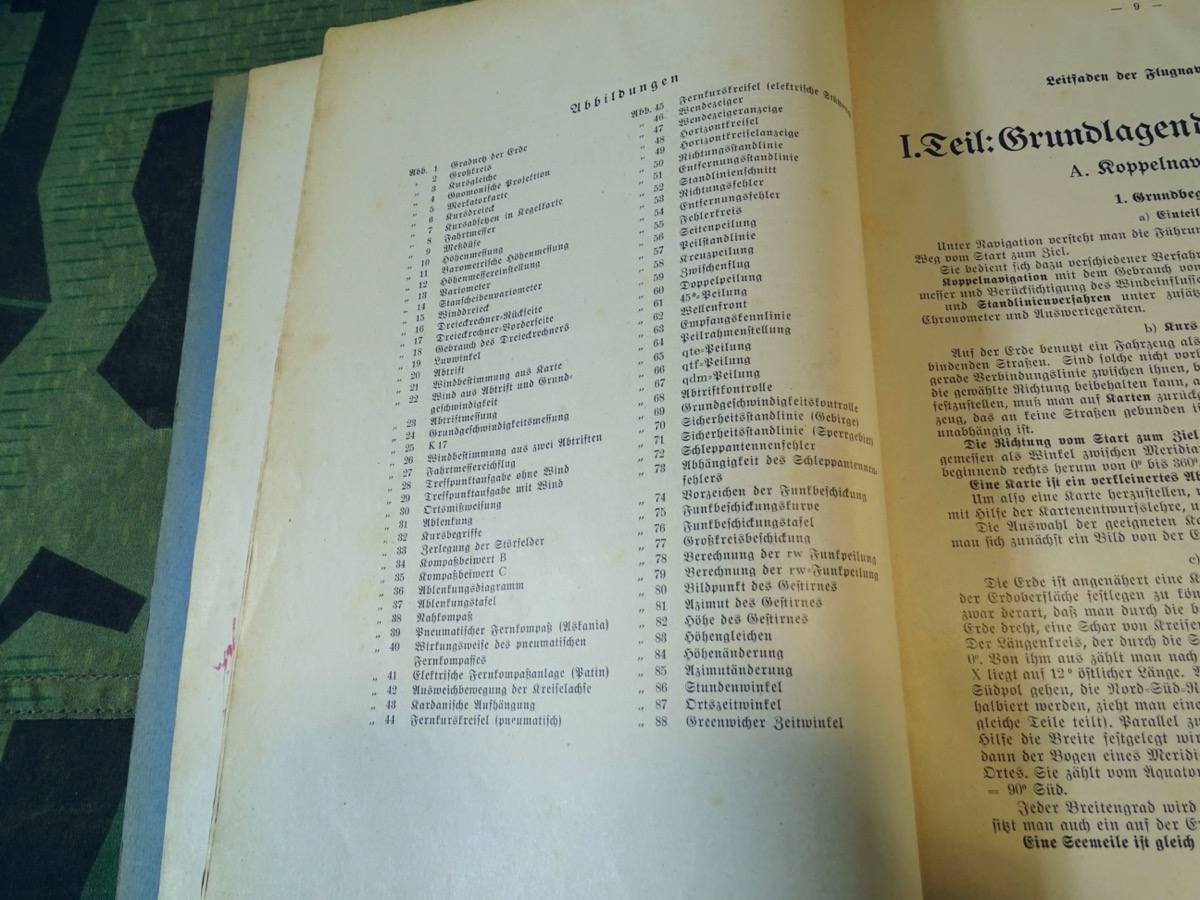 Abbildungen
Abb. 1 Gradnetz der Erde
„ 2 Großkreis
„ 3 Kursgleiche
„ 4 Gnomonische Projektion
„ 5 Merkatorkarte
„ 6 Kursdreieck
„ 7 Kursabsetzen in Kegelkarte
„ 8 Fahrtmesser
„ 9 Meßdüse
„ 10 Höhenmessung
„ 11 Barometrische Höhenmessung
„ 12 Höhenmessereinstellung
„ 13 Variometer
„ 14 Stauscheibenvariometer
„ 15 Winddreieck
„ 16 Dreieckrechner-Rückseite
„ 17 Dreieckrechner-Vorderseite
„ 18 Gebrauch des Dreieckrechners
„ 19 Luvwinkel
„ 20 Abtrift
„ 21 Windbestimmung aus Karte
„ 22 Wind aus Abtrift und Grund-
geschwindigkeit
„ 23 Abtriftmessung
„ 24 Grundgeschwindigkeitsmessung
„ 25 K 17
„ 26 Windbestimmung aus zwei Abtriften
„ 27 Fahrtmessereichflug
„ 28 Treffpunktaufgabe ohne Wind
„ 29 Treffpunktaufgabe mit Wind
„ 30 Ortsmißweisung
„ 31 Ablenkung
„ 32 Kursbegriffe
„ 33 Zerlegung der Störfelder
„ 34 Kompaßbeiwert B
„ 35 Kompaßbeiwert C
„ 36 Ablenkungsdiagramm
„ 37 Ablenkungstafel
„ 38 Nahkompaß
„ 39 Pneumatischer Fernkompaß (Askania)
„ 40 Wirkungsweise des pneumatischen
Fernkompasses
„ 41 Elektrische Fernkompaßanlage (Patin)
„ 42 Ausweichbewegung der Kreiselachse
„ 43 Kardanische Aufhängung
„ 44 Fernkurskreisel (pneumatisch)
Abb. 45 Fernkurskreisel (elektrische Stützung)
„ 46 Wendezeiger
„ 47 Wendezeigeranzeige
„ 48 Horizontkreisel
„ 49 Horizontkreiselanzeige
„ 50 Richtungsstandlinie
„ 51 Entfernungsstandlinie
„ 52 Standlinienschnitt
„ 53 Richtungsfehler
„ 54 Entfernungsfehler
„ 55 Fehlerkreis
„ 56 Seitenpeilung
„ 57 Peilstandlinie
„ 58 Kreuzpeilung
„ 59 Zwischenflug
„ 60 Doppelpeilung
„ 61 45°-Peilung
„ 62 Wellenfront
„ 63 Empfangskennlinie
„ 64 Peilrahmenstellung
„ 65 qte-Peilung
„ 66 qtf-Peilung
„ 67 qdm-Peilung
„ 68 Abtriftkontrolle
„ 69 Grundgeschwindigkeitskontrolle
„ 70 Sicherheitsstandlinie (Gebirge)
„ 71 Sicherheitsstandlinie (Sperrgebiet)
„ 72 Schleppantennenfehler
„ 73 Abhängigkeit des Schleppantennen-
fehlers
„ 74 Vorzeichen der Funkbeschickung
„ 75 Funkbeschickungskurve
„ 76 Funkbeschickungstafel
„ 77 Großkreisbeschickung
„ 78 Berechnung der rw Funkpeilung
„ 79 Berechnung der rw-Funkpeilung
„ 80 Bildpunkt des Gestirnes
„ 81 Azimut des Gestirnes
„ 82 Höhe des Gestirnes
„ 83 Höhengleichen
„ 84 Höhenänderung
„ 85 Azimutänderung
„ 86 Stundenwinkel
„ 87 Ortszeitwinkel
„ 88 Greenwicher Zeitwinkel
— 9 —
Leitfaden der Flugnav
I. Teil: Grundlagen d
A. Koppelnav
1. Grundbeg
a) Einteil
Unter Navigation versteht man die Führun
Weg vom Start zum Ziel.
Sie bedient sich dazu verschiedener Verfah
Koppelnavigation mit dem Gebrauch von
messer und Berücksichtigung des Windeinflusse
und Standlinienverfahren unter zusätz
Chronometer und Auswertegeräten.
b) Kurs
Auf der Erde benutzt ein Fahrzeug als
bindenden Straßen. Sind solche nicht vorh
gerade Verbindungslinie zwischen ihnen, b
die gewählte Richtung beibehalten kann, a
festzustellen, muß man auf Karten zurückg
zeug, das an keine Straßen gebunden i
unabhängig ist.
Die Richtung vom Start zum Ziel
gemessen als Winkel zwischen Meridia
beginnend rechts herum von 0° bis 360°
Eine Karte ist ein verkleinertes Ab
Um also eine Karte herzustellen,
mit Hilfe der Kartenentwurfslehre, u
Die Auswahl der geeigneten K
man sich zunächst ein Bild von der E
c)
Die Erde ist angenähert eine K
der Erdoberfläche festlegen zu kön
zwar derart, daß man durch die b
Erde dreht, eine Schar von Kreise
Der Längenkreis, der durch die S
0°. Von ihm aus zählt man nach
X liegt auf 12° östlicher Länge.
Südpol gehen, die Nord-Süd-R
halbiert werden, zieht man eine
gleiche Teile teilt). Parallel z
Hilfe die Breite festgelegt wir
dann der Bogen eines Meridi
Ortes. Sie zählt vom Äquator
= 90° Süd.
Jeder Breitengrad wird
sitzt man auch ein auf der Er
Eine Seemeile ist gleich